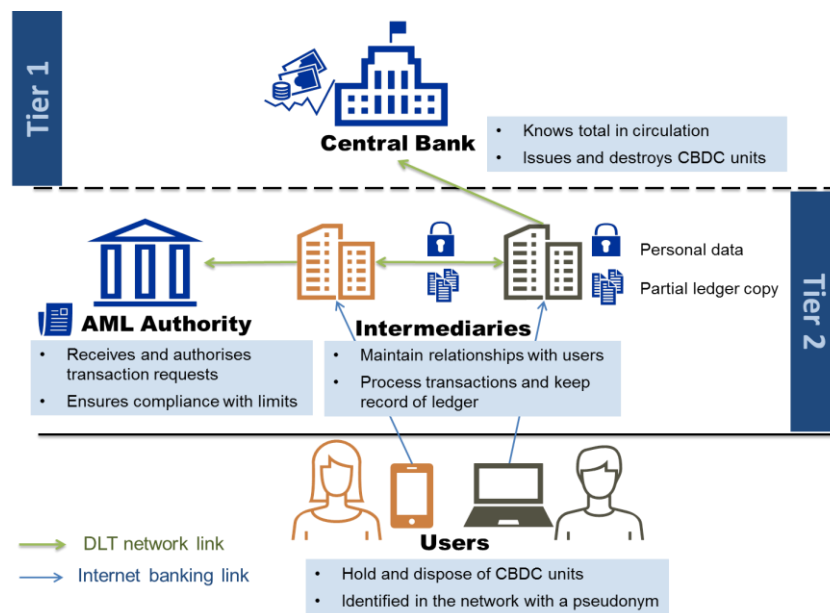 Tier 1
Central Bank
• Knows total in circulation
• Issues and destroys CBDC units
Tier 2
Personal data
Partial ledger copy
AML Authority
• Receives and authorises
transaction requests
• Ensures compliance with limits
Intermediaries
• Maintain relationships with users
• Process transactions and keep
record of ledger
Users
• Hold and dispose of CBDC units
• Identified in the network with a pseudonym
DLT network link
Internet banking link